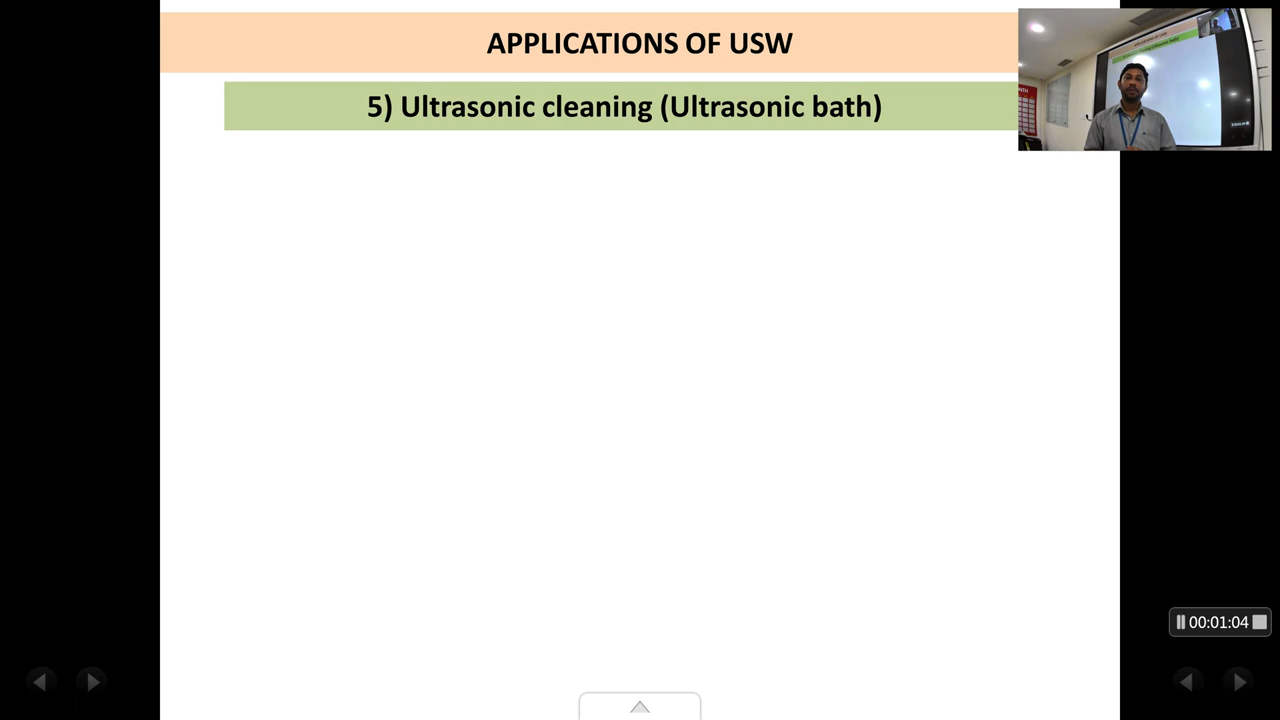 APPLICATIONS OF USW
5) Ultrasonic cleaning (Ultrasonic bath)
00:01:04